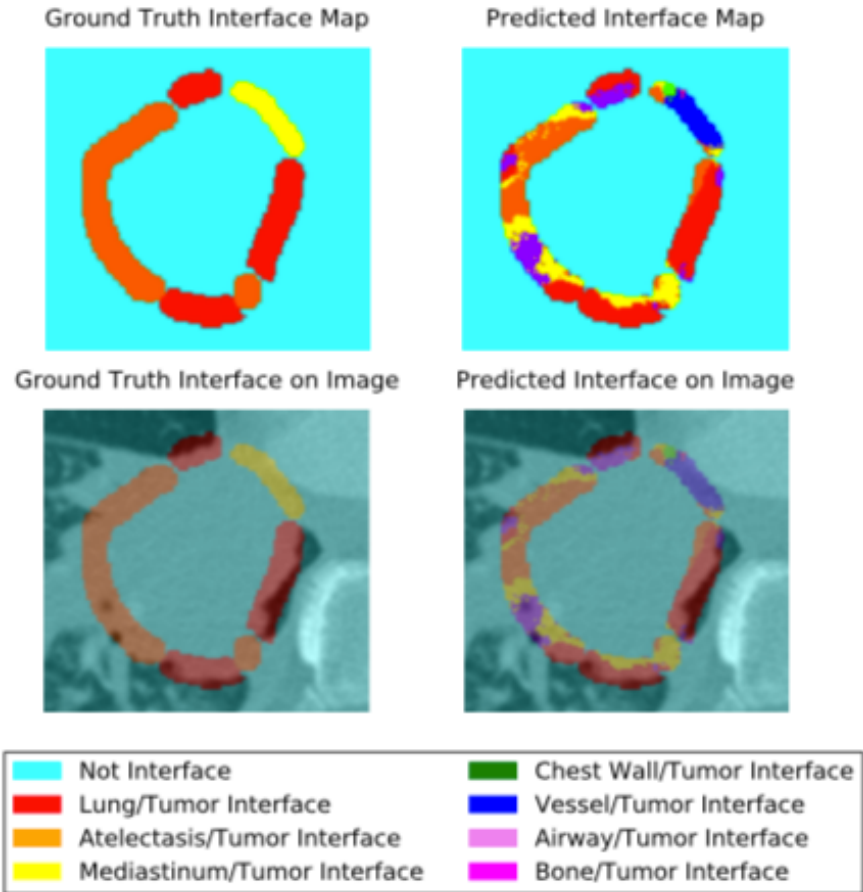 Ground Truth Interface Map
Predicted Interface Map
Ground Truth Interface on Image
Predicted Interface on Image
Not Interface
Lung/Tumor Interface
Atelectasis/Tumor Interface
Mediastinum/Tumor Interface
Chest Wall/Tumor Interface
Vessel/Tumor Interface
Airway/Tumor Interface
Bone/Tumor Interface